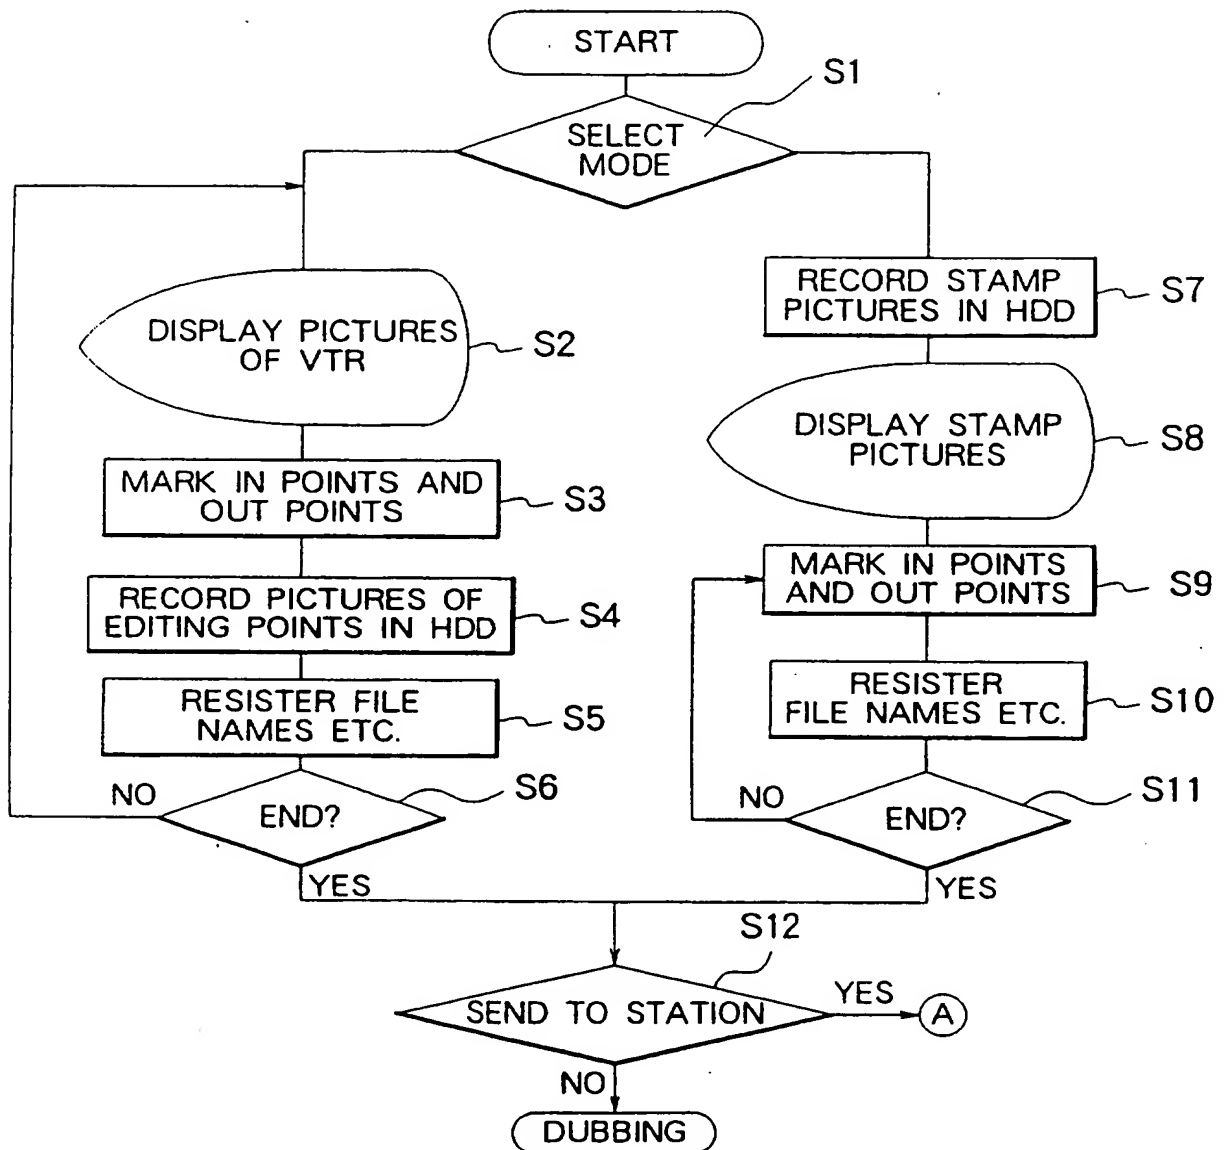 START
S1
SELECT
MODE
DISPLAY PICTURES
OF VTR
S2
MARK IN POINTS AND
OUT POINTS
S3
RECORD PICTURES OF
EDITING POINTS IN HDD
S4
RESISTER FILE
NAMES ETC.
S5
S6
NO
END?
YES
RECORD STAMP
PICTURES IN HDD
S7
DISPLAY STAMP
PICTURES
S8
MARK IN POINTS
AND OUT POINTS
S9
RESISTER
FILE NAMES ETC.
S10
S11
NO
END?
YES
S12
SEND TO STATION
YES
A
NO
DUBBING